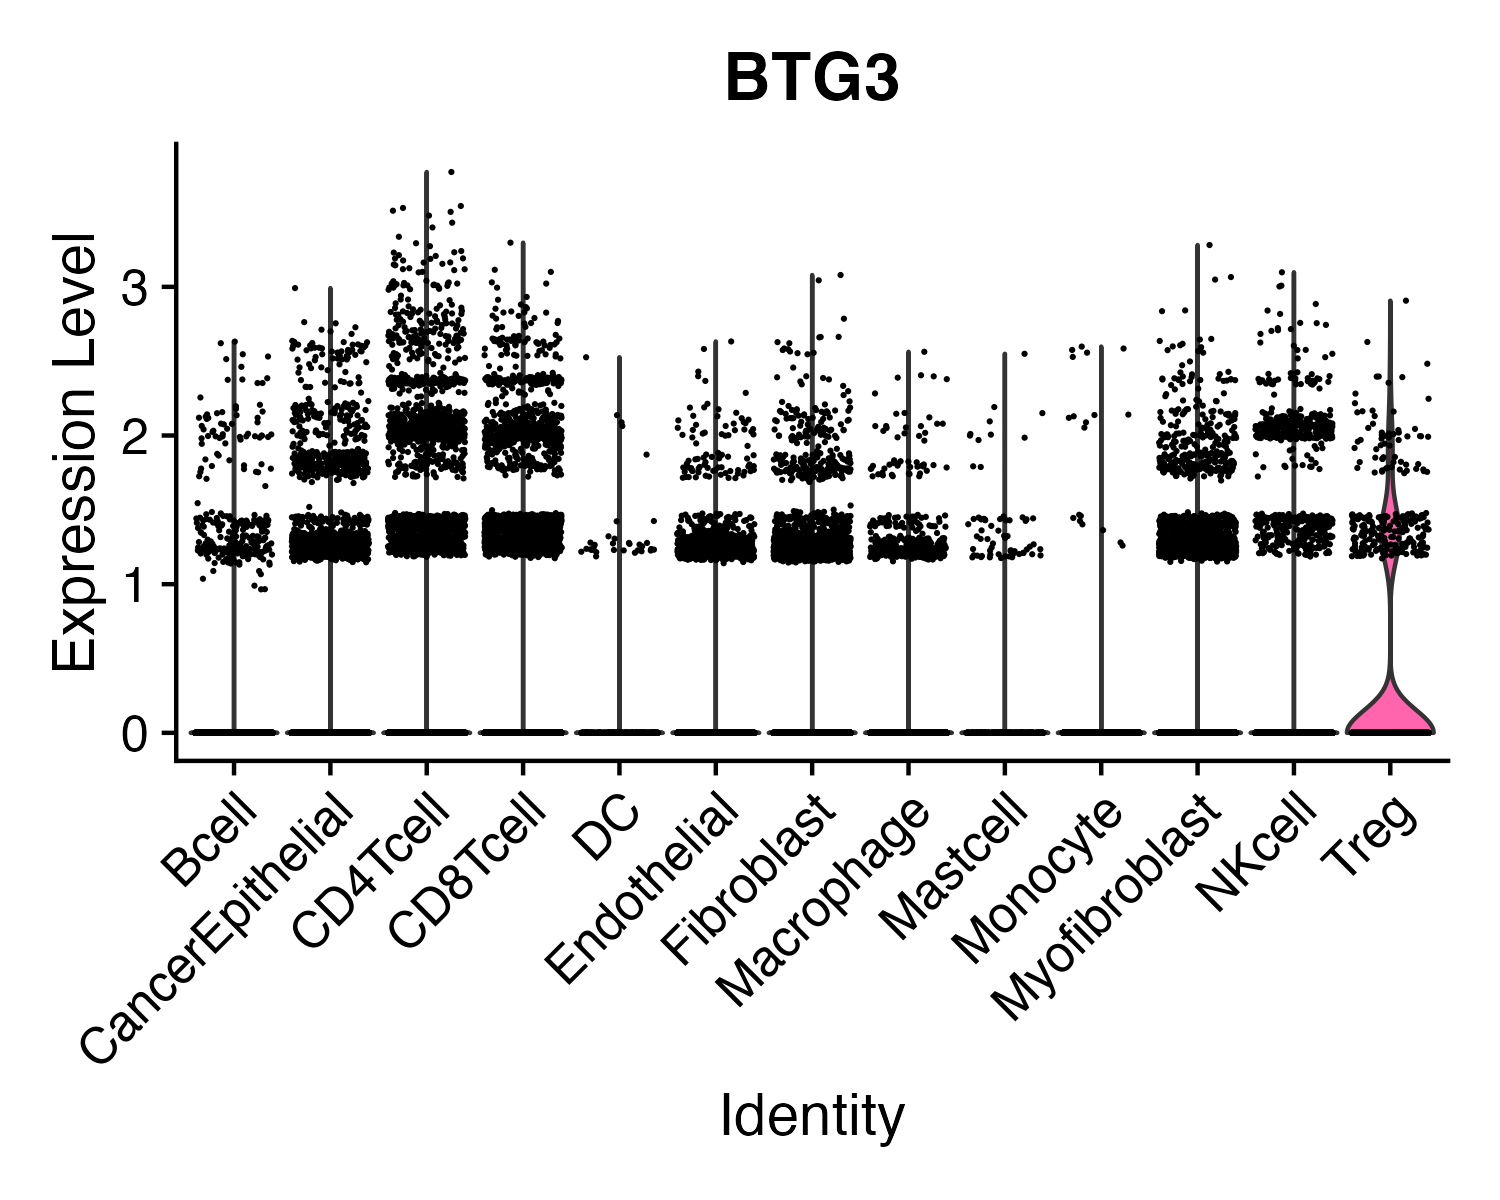 BTG3
Expression Level
3
2
1
0
Bcell
CancerEpithelial
CD4Tcell
CD8Tcell
DC
Endothelial
Fibroblast
Macrophage
Mastcell
Monocyte
Myofibroblast
NKcell
Treg
Identity